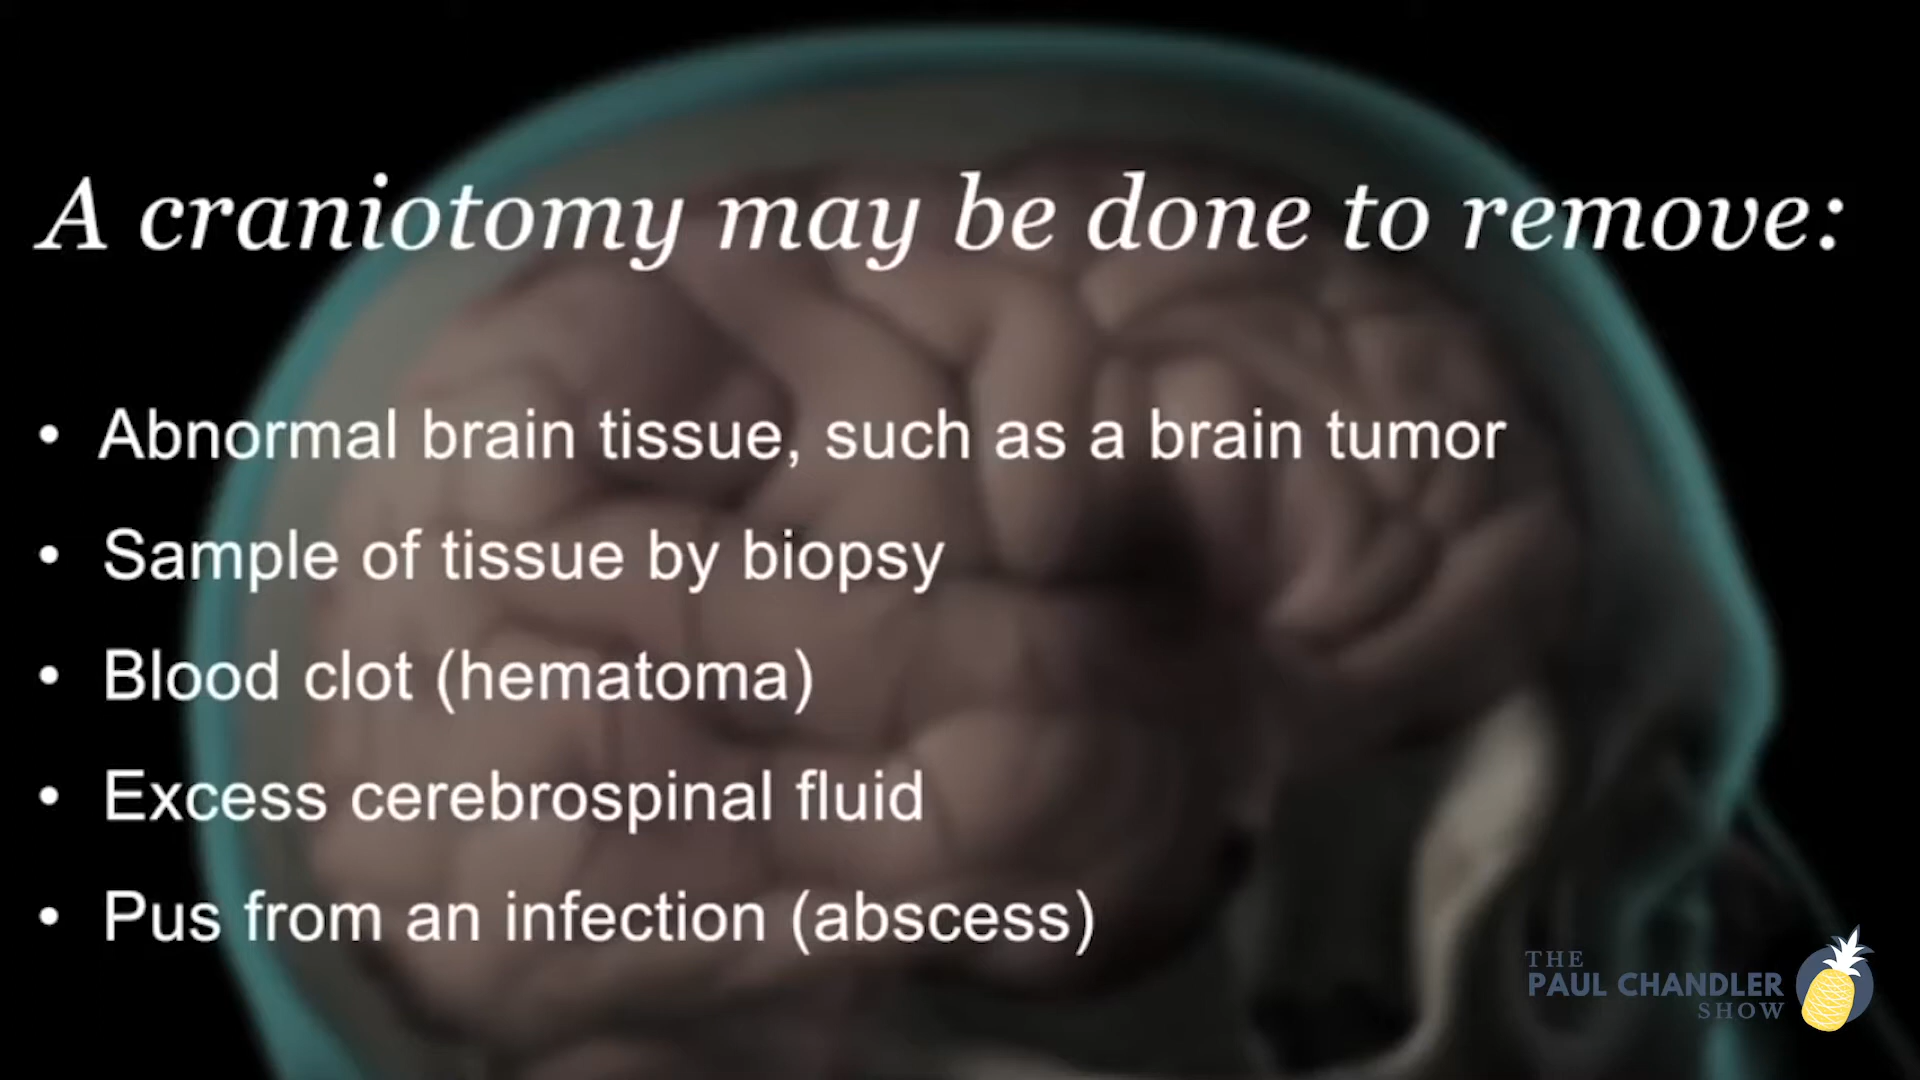 A craniotomy may be done to remove:
• Abnormal brain tissue, such as a brain tumor
• Sample of tissue by biopsy
• Blood clot (hematoma)
• Excess cerebrospinal fluid
• Pus from an infection (abscess)
THE
PAUL CHANDLER
SHOW